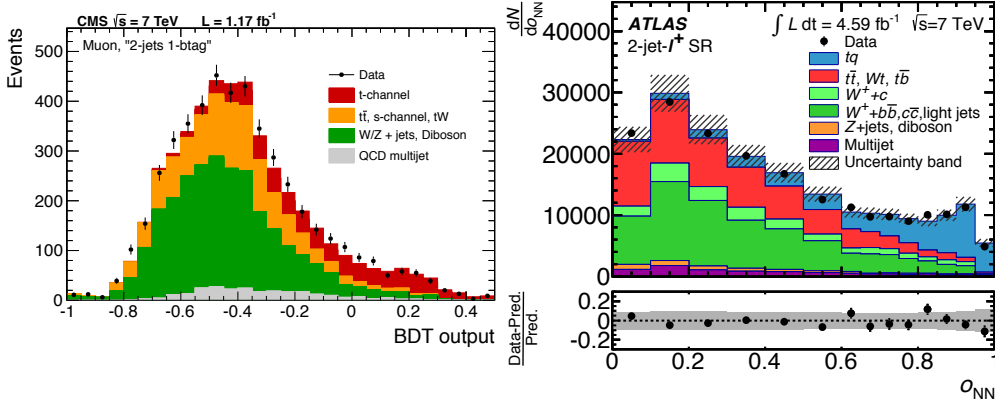 CMS √s = 7 TeV L = 1.17 fb⁻¹
Muon, "2-jets 1-btag"
Events
500
400
300
200
100
0
Data
t-channel
tt̄, s-channel, tW
W/Z + jets, Diboson
QCD multijet
-1 -0.8 -0.6 -0.4 -0.2 0 0.2 0.4
BDT output
dN/do_NN
ATLAS ∫ L dt = 4.59 fb⁻¹ √s=7 TeV
2-jet-l⁺ SR
Data
tq
tt̄, Wt, tb̄
W⁺+c
W⁺+bb̄, cc̄,light jets
Z+jets, diboson
Multijet
Uncertainty band
40000
30000
20000
10000
0
Data-Pred./Pred.
0.2
0
-0.2
0 0.2 0.4 0.6 0.8 1
o_NN